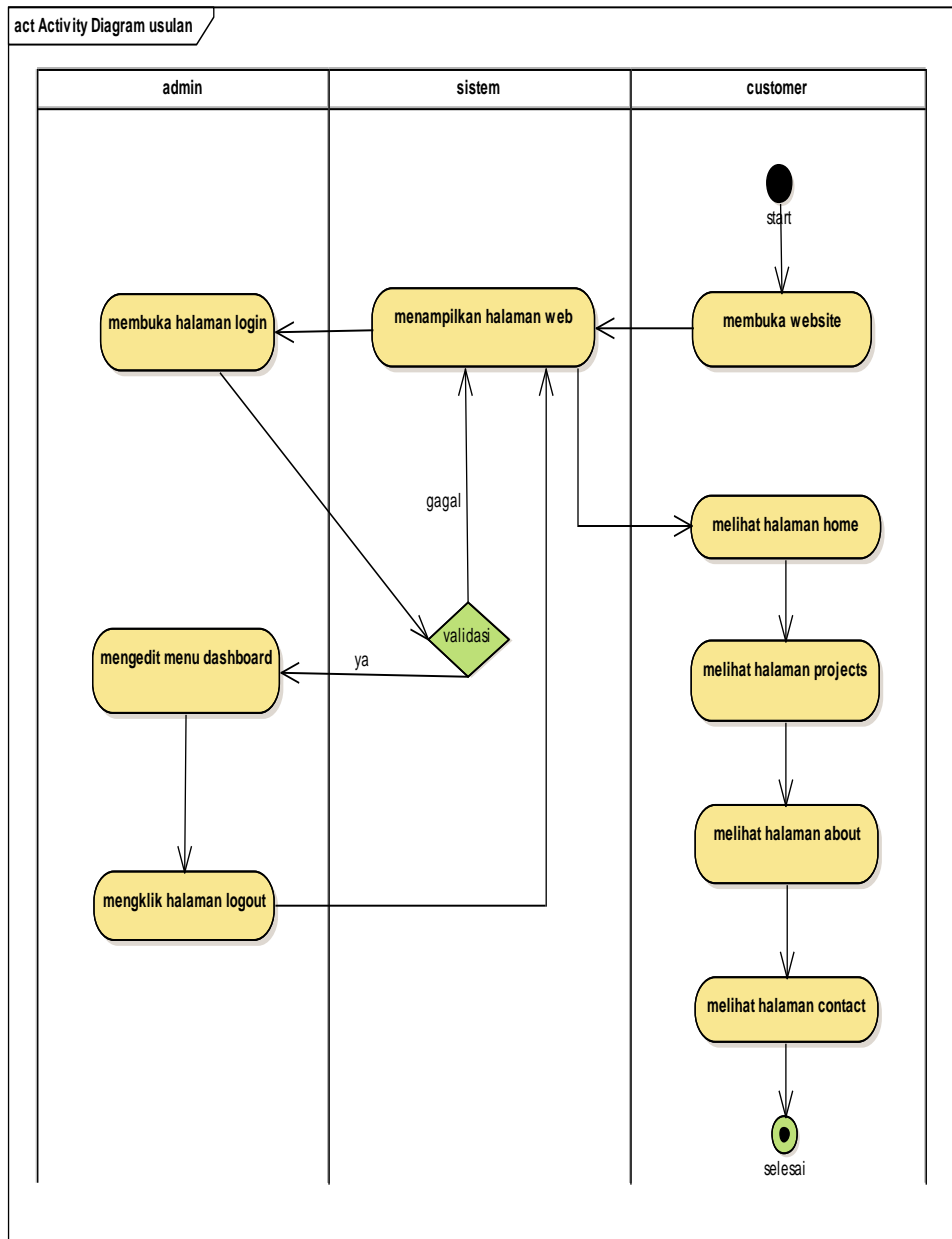 act Activity Diagram usulan
admin
sistem
customer
start
membuka halaman login
menampilkan halaman web
membuka website
gagal
melihat halaman home
validasi
ya
mengedit menu dashboard
melihat halaman projects
melihat halaman about
mengklik halaman logout
melihat halaman contact
selesai